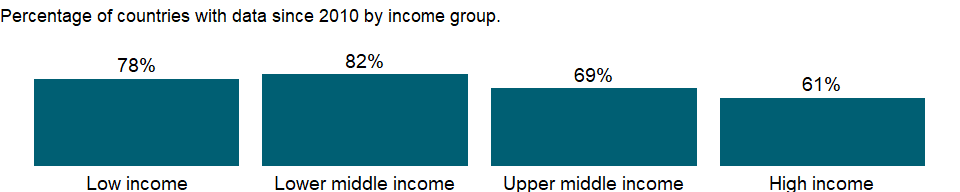 Percentage of countries with data since 2010 by income group.
78% 82% 69% 61%
Low income Lower middle income Upper middle income High income